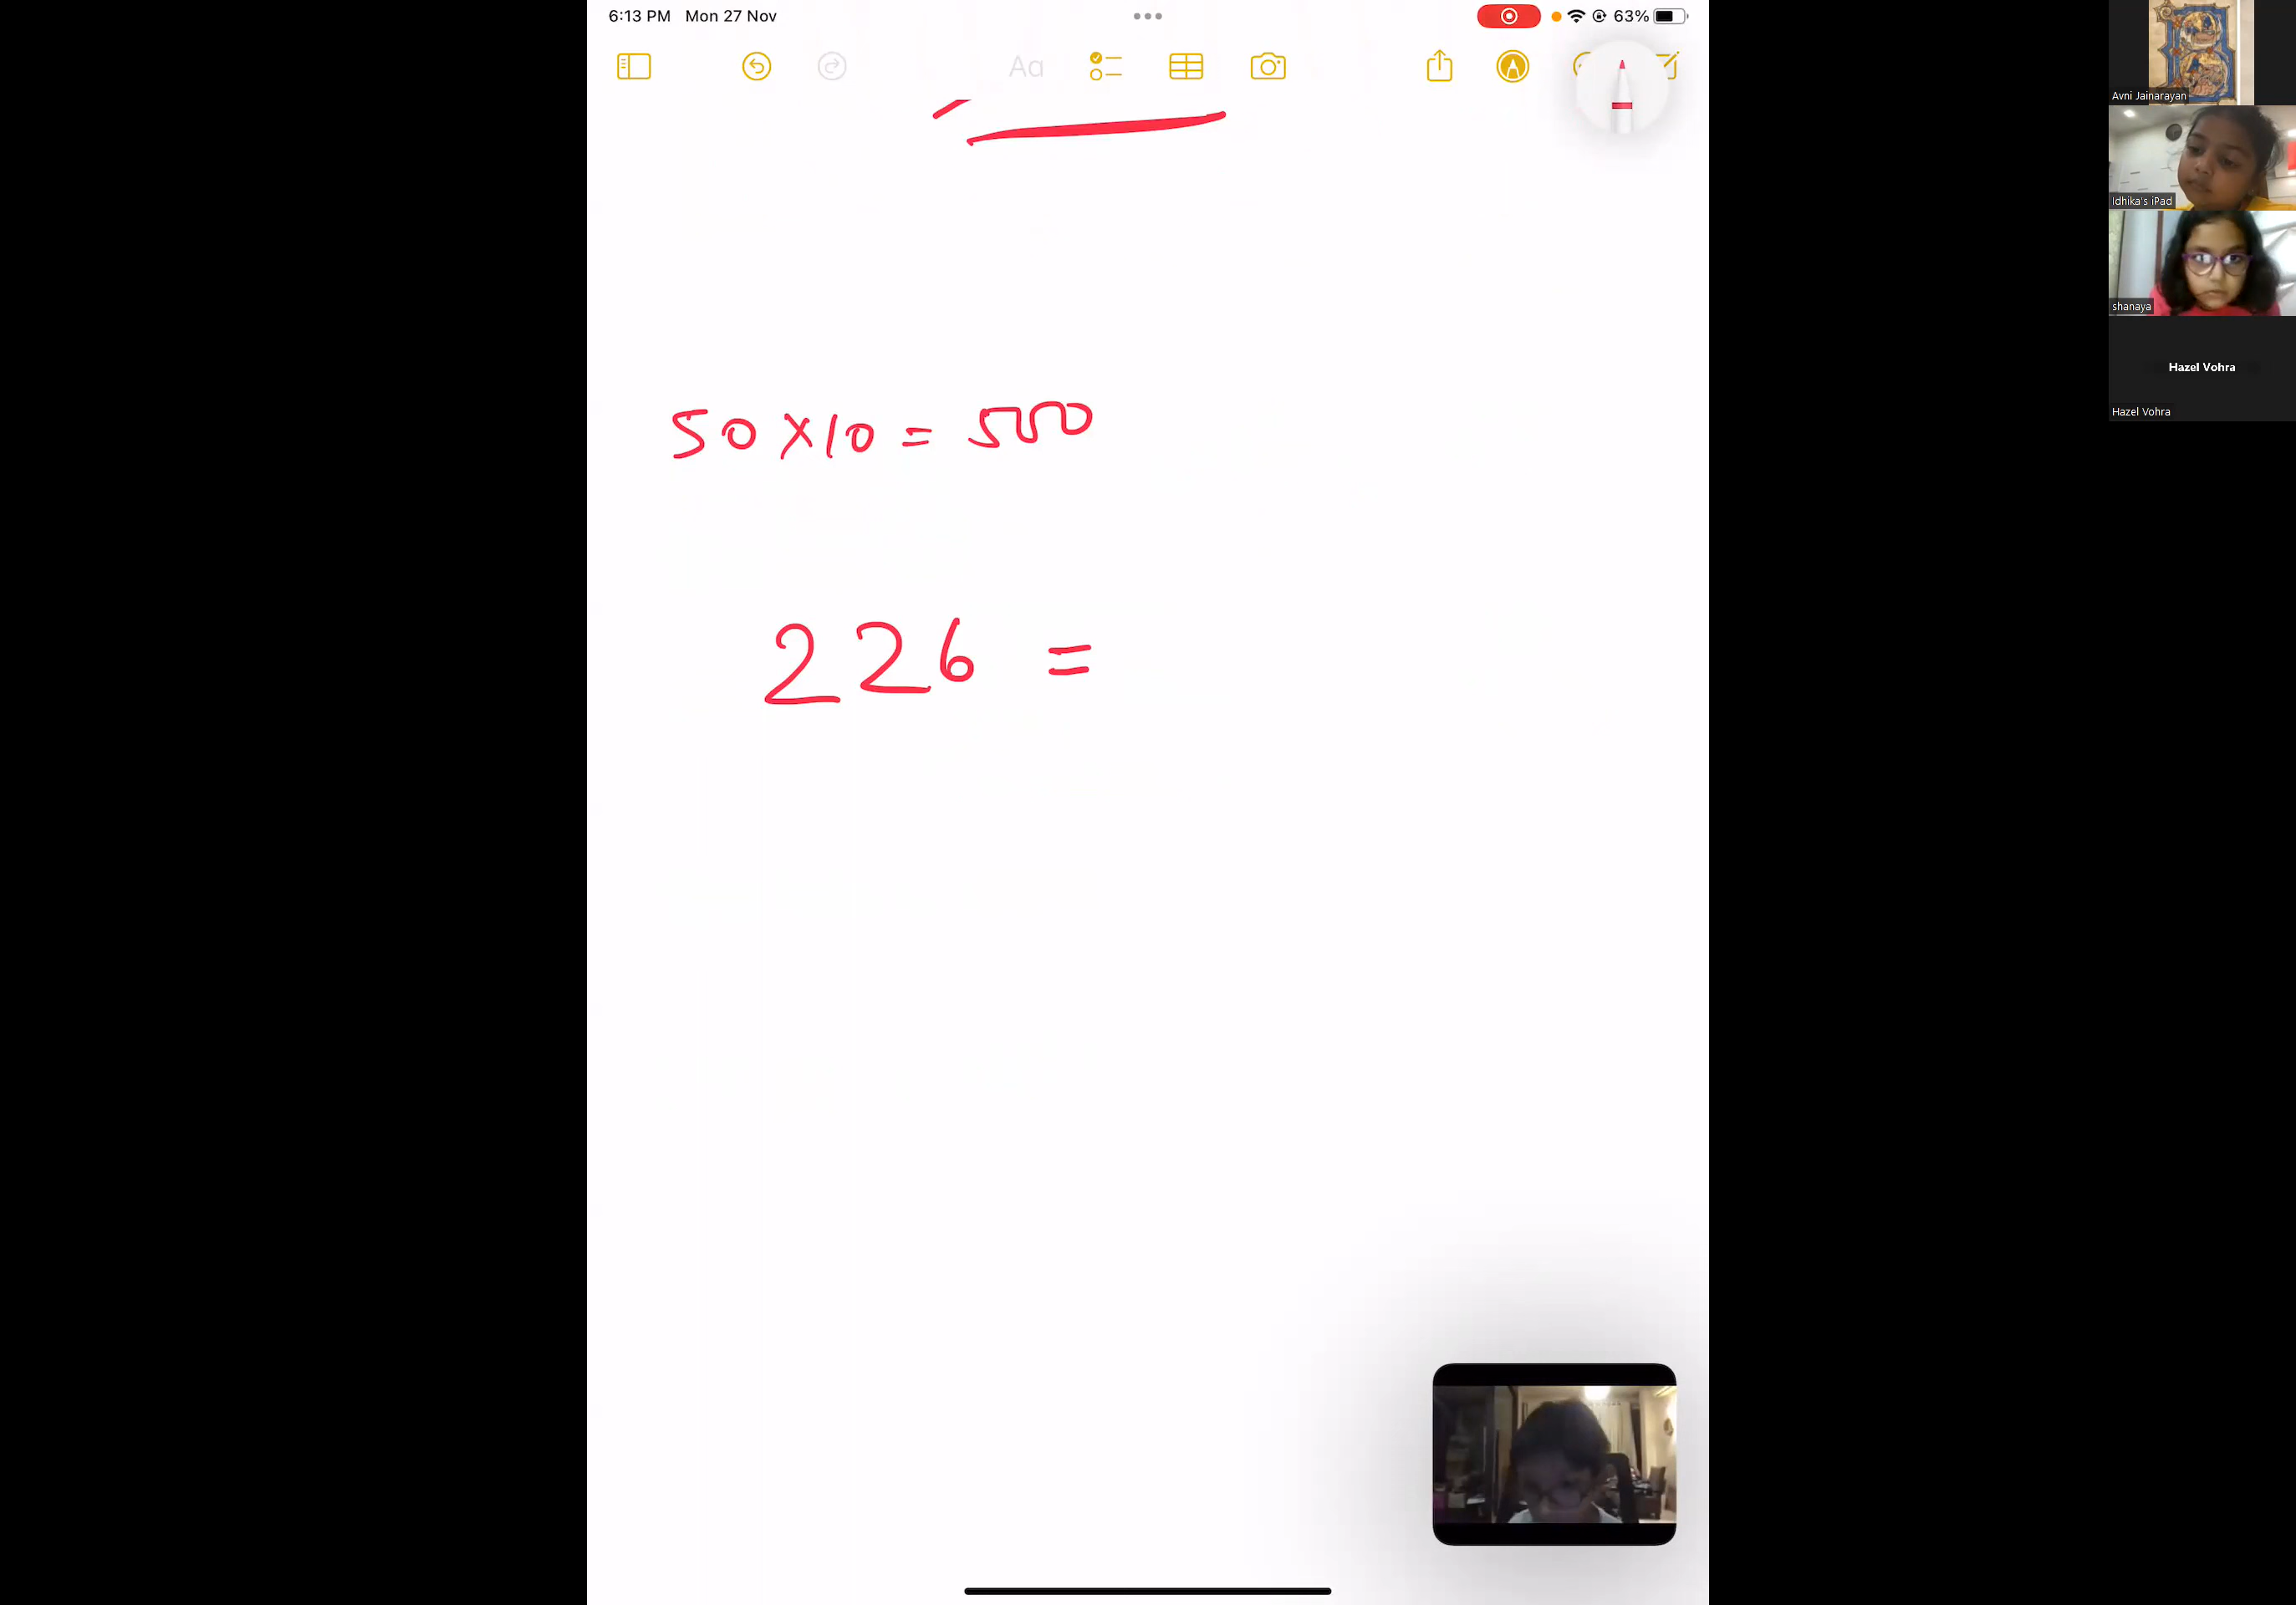 6:13 PM Mon 27 Nov
63%
Aa
50 × 10 = 500
226 =
Avni Jainarayan
Idhika's iPad
shanaya
Hazel Vohra
Hazel Vohra